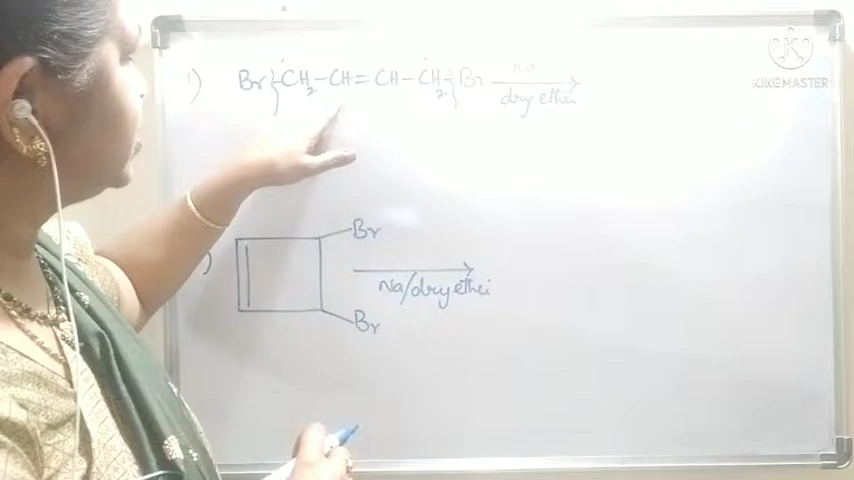 1) Br CH2-CH=CH-CH2 Br Na
dry ether
KINEMASTER
) Br
Na/dry ether
Br